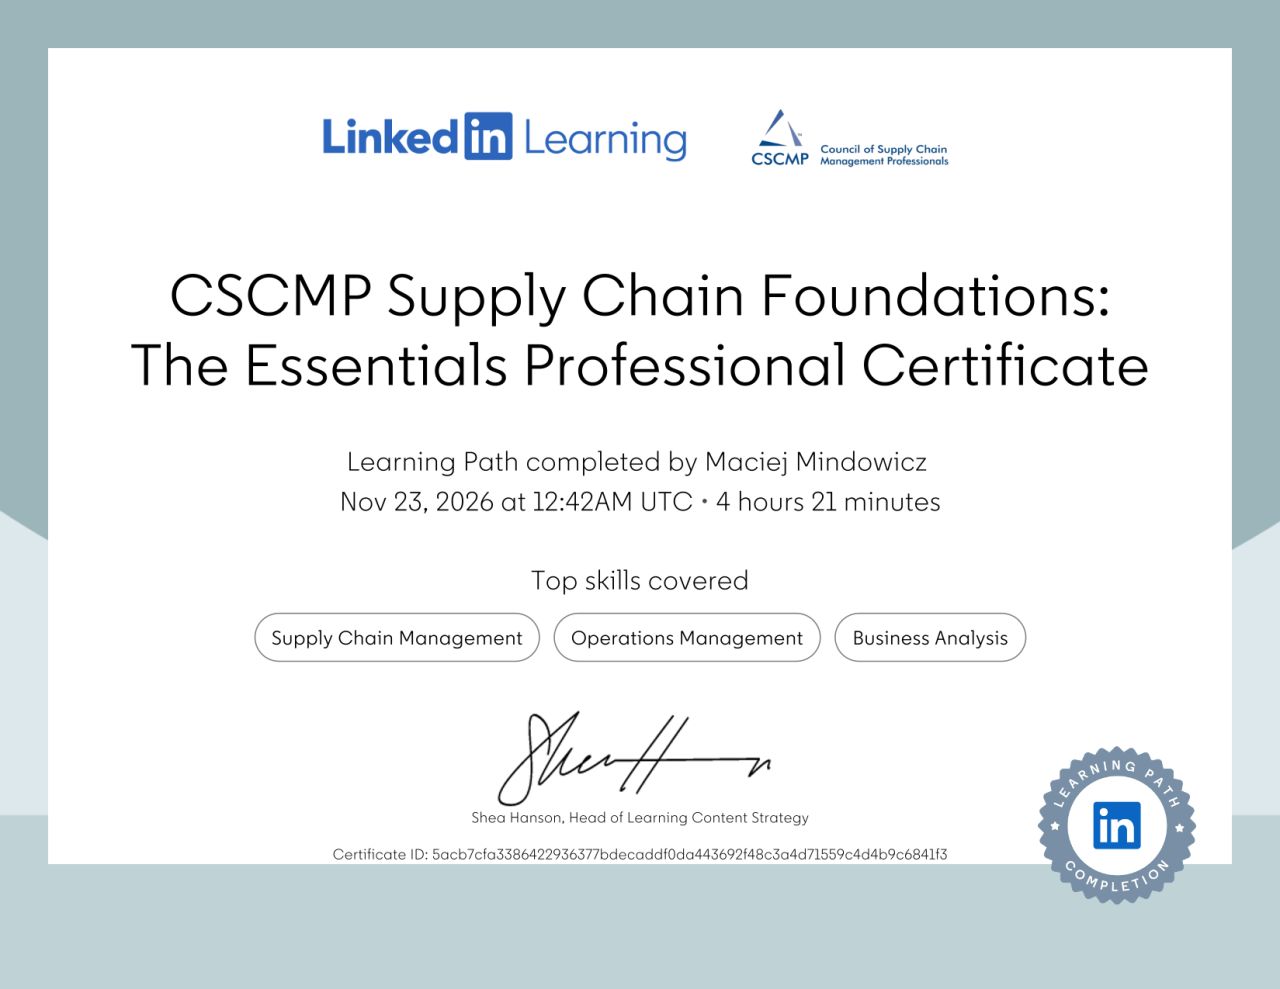 Linkedin Learning
CSCMP
Council of Supply Chain
Management Professionals
CSCMP Supply Chain Foundations:
The Essentials Professional Certificate
Learning Path completed by Maciej Mindowicz
Nov 23, 2026 at 12:42AM UTC • 4 hours 21 minutes
Top skills covered
Supply Chain Management
Operations Management
Business Analysis
Shea Hanson, Head of Learning Content Strategy
Certificate ID: 5acb7cfa3386422936377bdecaddf0da443692f48c3a4d71559c4d4b9c6841f3
LEARNING PATH
in
COMPLETION